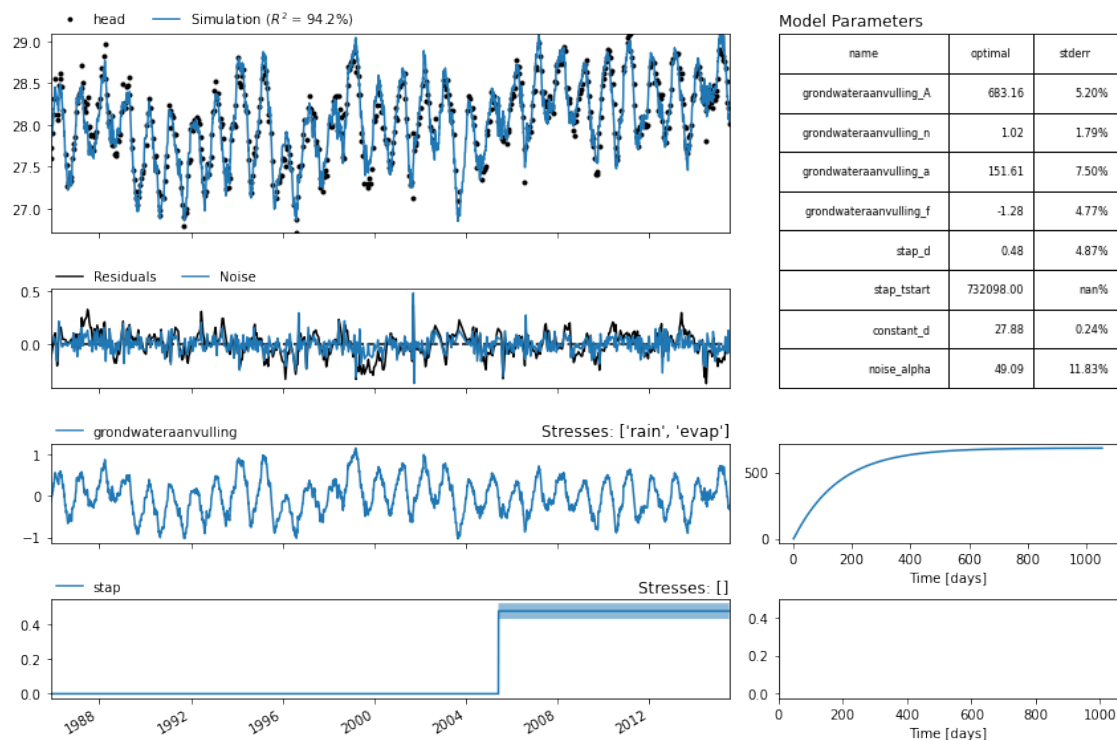 head Simulation (R² = 94.2%)
29.0
28.5
28.0
27.5
27.0
Residuals Noise
0.5
0.0
grondwateraanvulling Stresses: ['rain', 'evap']
1
0
−1
stap Stresses: []
0.4
0.2
0.0
1988 1992 1996 2000 2004 2008 2012
Model Parameters
name optimal stderr
grondwateraanvulling_A 683.16 5.20%
grondwateraanvulling_n 1.02 1.79%
grondwateraanvulling_a 151.61 7.50%
grondwateraanvulling_f -1.28 4.77%
stap_d 0.48 4.87%
stap_tstart 732098.00 nan%
constant_d 27.88 0.24%
noise_alpha 49.09 11.83%
500
0
0 200 400 600 800 1000
Time [days]
0.4
0.2
0.0
0 200 400 600 800 1000
Time [days]